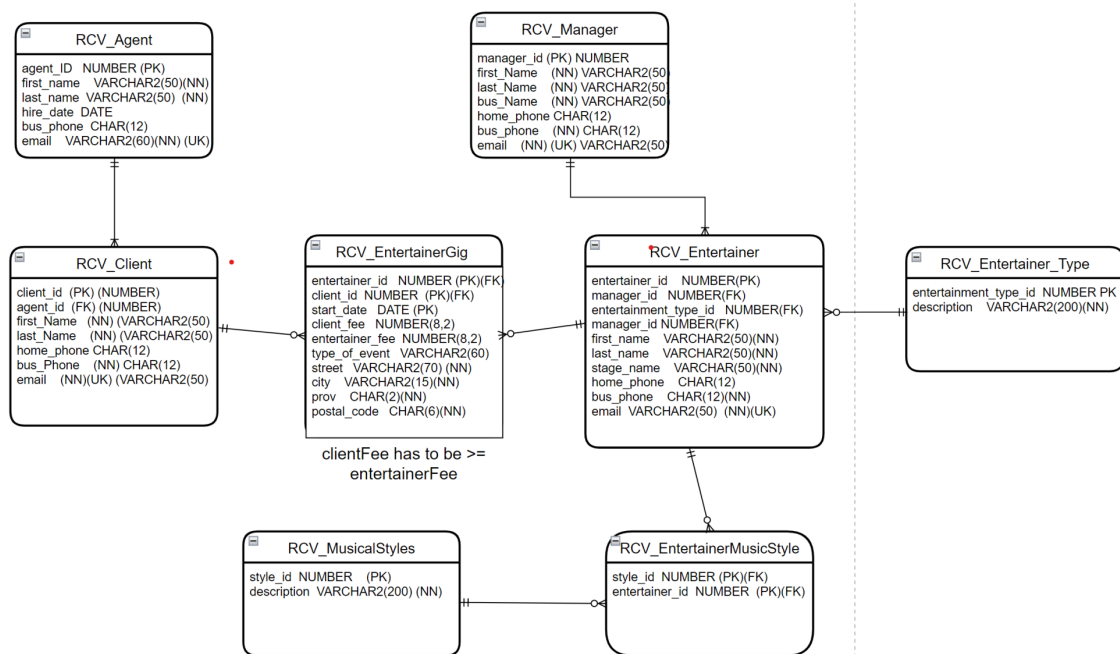 RCV_Agent
agent_ID NUMBER (PK)
first_name VARCHAR2(50)(NN)
last_name VARCHAR2(50) (NN)
hire_date DATE
bus_phone CHAR(12)
email VARCHAR2(60)(NN) (UK)
RCV_Manager
manager_id (PK) NUMBER
first_Name (NN) VARCHAR2(50)
last_Name (NN) VARCHAR2(50)
bus_Name (NN) VARCHAR2(50)
home_phone CHAR(12)
bus_phone (NN) CHAR(12)
email (NN) (UK) VARCHAR2(50)
RCV_Client
client_id (PK) (NUMBER)
agent_id (FK) (NUMBER)
first_Name (NN) (VARCHAR2(50)
last_Name (NN) (VARCHAR2(50)
home_phone CHAR(12)
bus_Phone (NN) CHAR(12)
email (NN)(UK) (VARCHAR2(50)
RCV_EntertainerGig
entertainer_id NUMBER (PK)(FK)
client_id NUMBER (PK)(FK)
start_date DATE (PK)
client_fee NUMBER(8,2)
entertainer_fee NUMBER(8,2)
type_of_event VARCHAR2(60)
street VARCHAR2(70) (NN)
city VARCHAR2(15)(NN)
prov CHAR(2)(NN)
postal_code CHAR(6)(NN)
clientFee has to be >=
entertainerFee
RCV_Entertainer
entertainer_id NUMBER(PK)
manager_id NUMBER(FK)
entertainment_type_id NUMBER(FK)
manager_id NUMBER(FK)
first_name VARCHAR2(50)(NN)
last_name VARCHAR2(50)(NN)
stage_name VARCHAR(50)(NN)
home_phone CHAR(12)
bus_phone CHAR(12)(NN)
email VARCHAR2(50) (NN)(UK)
RCV_Entertainer_Type
entertainment_type_id NUMBER PK
description VARCHAR2(200)(NN)
RCV_MusicalStyles
style_id NUMBER (PK)
description VARCHAR2(200) (NN)
RCV_EntertainerMusicStyle
style_id NUMBER (PK)(FK)
entertainer_id NUMBER (PK)(FK)